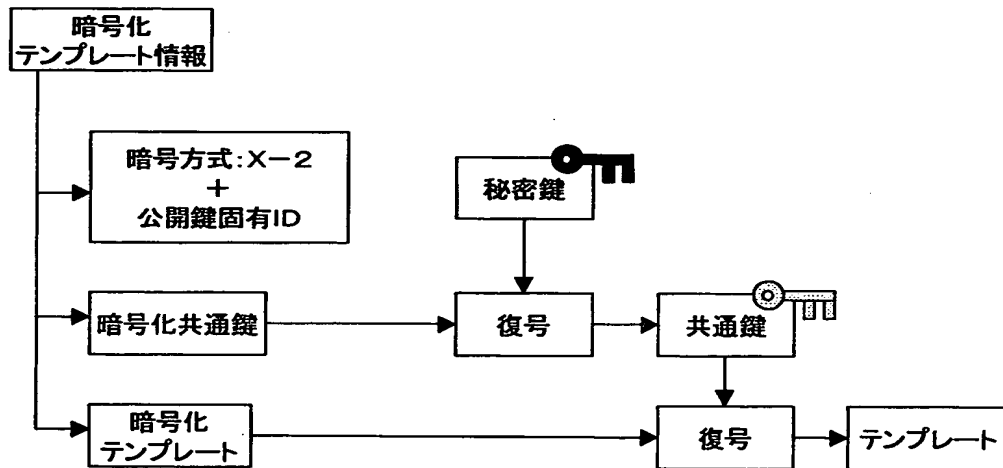 暗号化
テンプレート情報
暗号方式:X-2
+
公開鍵固有ID
秘密鍵
暗号化共通鍵
復号
共通鍵
暗号化
テンプレート
復号
テンプレート